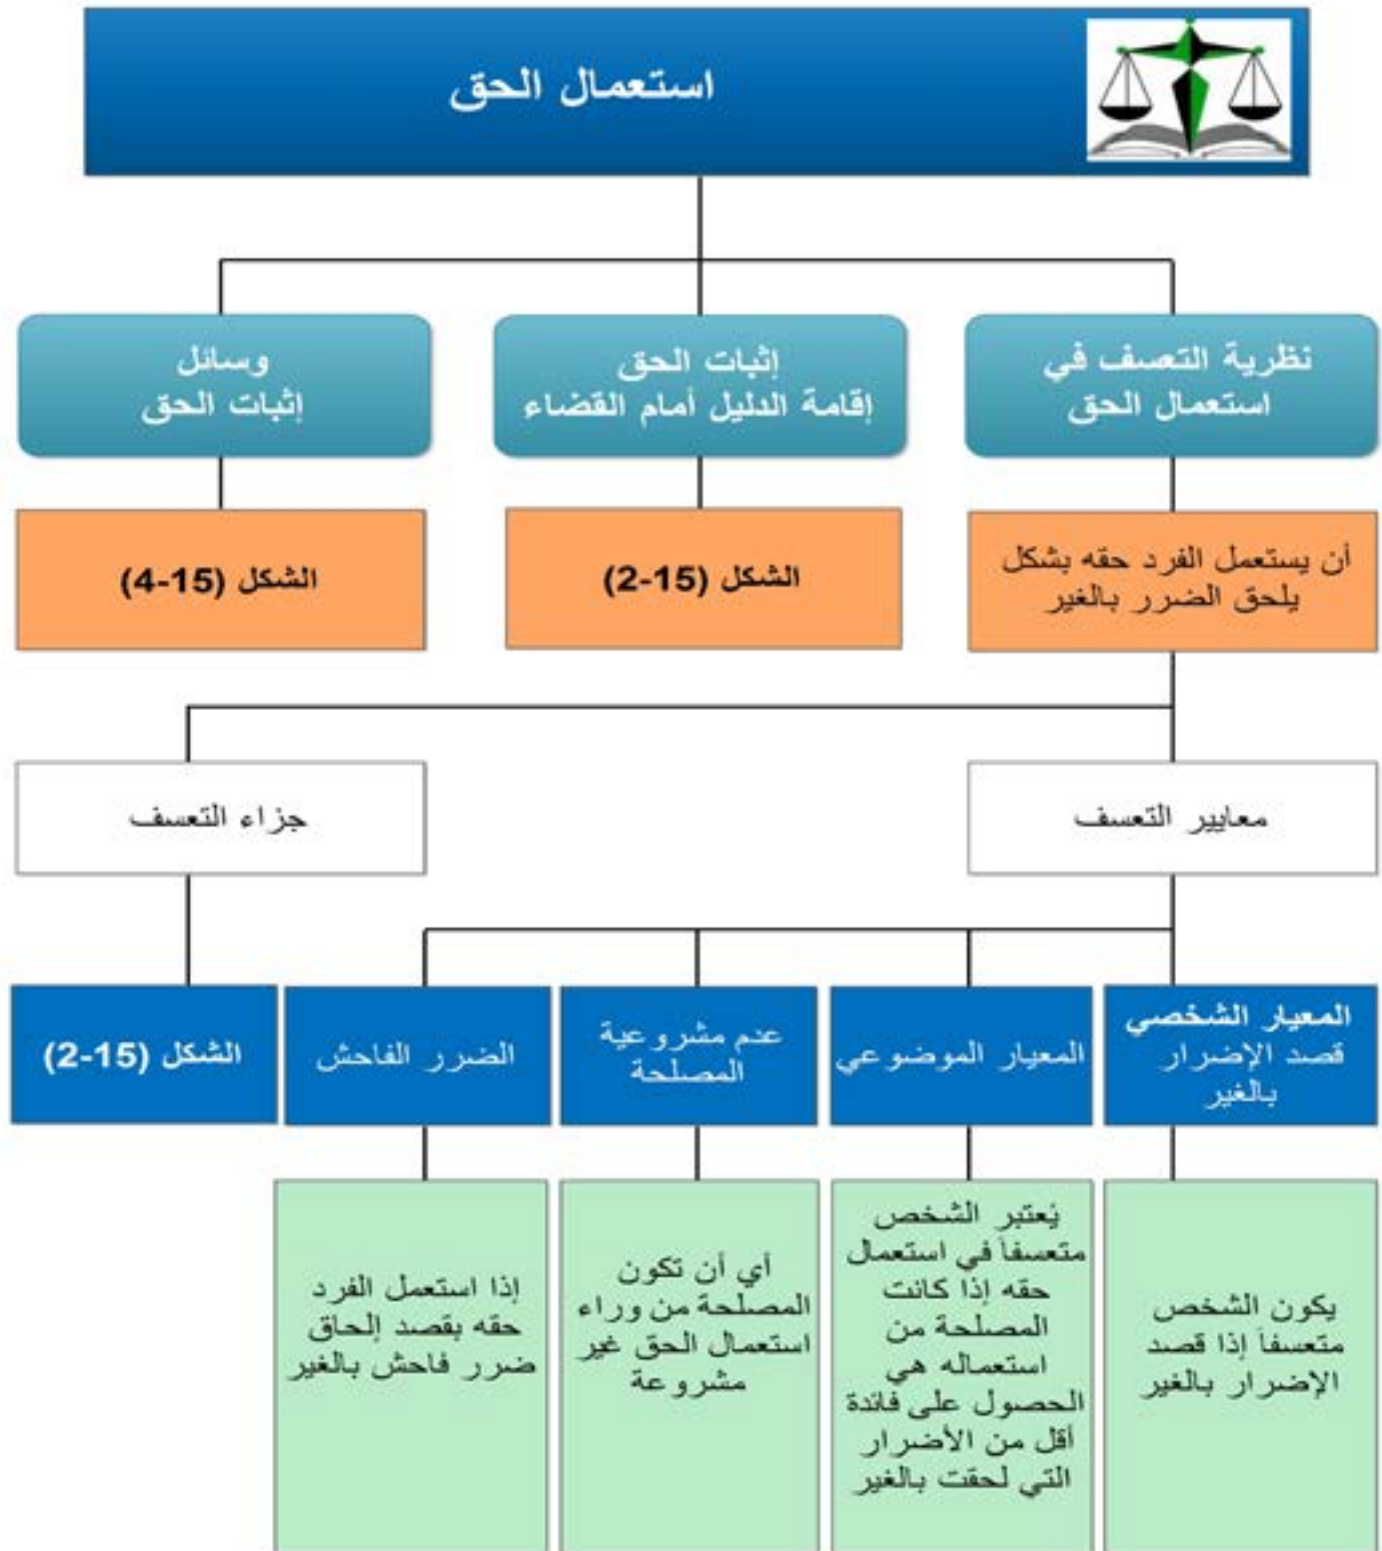 استعمال الحق
نظرية التعسف في
استعمال الحق
إثبات الحق
إقامة الدليل أمام القضاء
وسائل
إثبات الحق
أن يستعمل الفرد حقه بشكل
يلحق الضرر بالغير
الشكل (15-2)
الشكل (15-4)
معايير التعسف
جزاء التعسف
المعيار الشخصي
قصد الإضرار
بالغير
المعيار الموضوعي
عدم مشروعية
المصلحة
الضرر الفاحش
الشكل (15-2)
يكون الشخص
متعسفاً إذا قصد
الإضرار بالغير
يُعتبر الشخص
متعسفاً في استعمال
حقه إذا كانت
المصلحة من
استعماله هي
الحصول على فائدة
أقل من الأضرار
التي لحقت بالغير
أي أن تكون
المصلحة من وراء
استعمال الحق غير
مشروعة
إذا استعمل الفرد
حقه بقصد إلحاق
ضرر فاحش بالغير